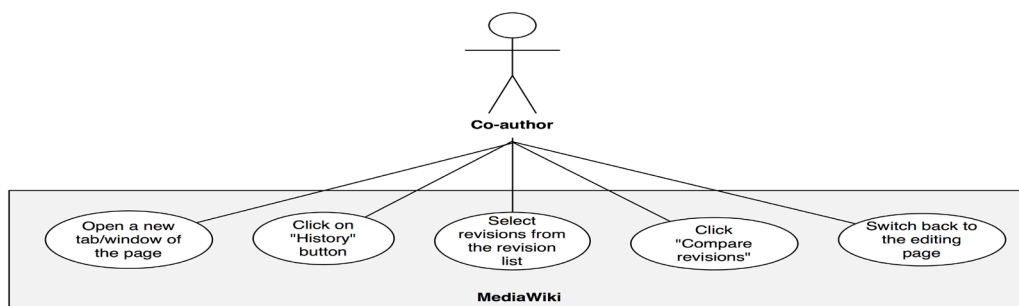 Co-author
Open a new
tab/window of
the page
Click on
"History"
button
Select
revisions from
the revision
list
Click
"Compare
revisions"
Switch back to
the editing
page
MediaWiki